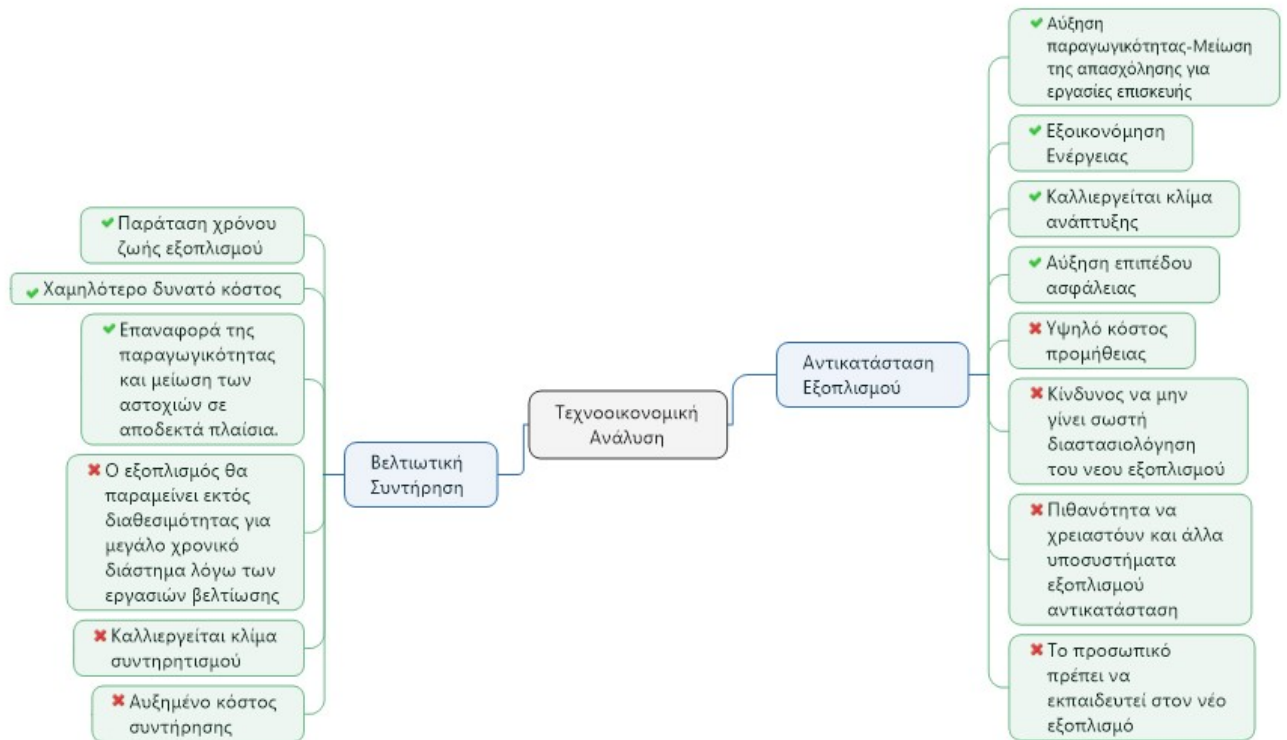 Τεχνοοικονομική
Ανάλυση
Βελτιωτική
Συντήρηση
Παράταση χρόνου
ζωής εξοπλισμού
Χαμηλότερο δυνατό κόστος
Επαναφορά της
παραγωγικότητας
και μείωση των
αστοχιών σε
αποδεκτά πλαίσια.
Ο εξοπλισμός θα
παραμείνει εκτός
διαθεσιμότητας για
μεγάλο χρονικό
διάστημα λόγω των
εργασιών βελτίωσης
Καλλιεργείται κλίμα
συντηρητισμού
Αυξημένο κόστος
συντήρησης
Αντικατάσταση
Εξοπλισμού
Αύξηση
παραγωγικότητας-Μείωση
της απασχόλησης για
εργασίες επισκευής
Εξοικονόμηση
Ενέργειας
Καλλιεργείται κλίμα
ανάπτυξης
Αύξηση επιπέδου
ασφάλειας
Υψηλό κόστος
προμήθειας
Κίνδυνος να μην
γίνει σωστή
διαστασιολόγηση
του νεου εξοπλισμού
Πιθανότητα να
χρειαστούν και άλλα
υποσυστήματα
εξοπλισμού
αντικατάσταση
Το προσωπικό
πρέπει να
εκπαιδευτεί στον νέο
εξοπλισμό